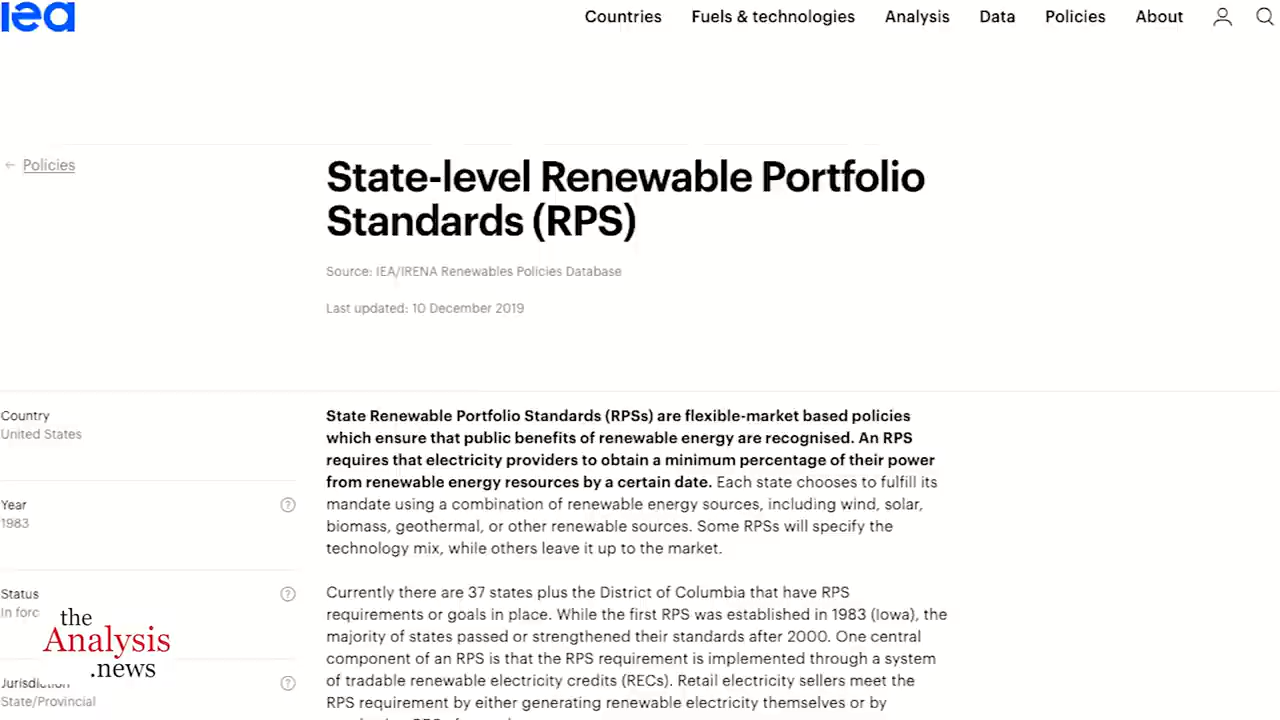 iea
Countries
Fuels & technologies
Analysis
Data
Policies
About
← Policies
State-level Renewable Portfolio
Standards (RPS)
Source: IEA/IRENA Renewables Policies Database
Last updated: 10 December 2019
Country
United States
Year
1983
Status
In forc
Jurisdiction
State/Provincial
State Renewable Portfolio Standards (RPSs) are flexible-market based policies
which ensure that public benefits of renewable energy are recognised. An RPS
requires that electricity providers to obtain a minimum percentage of their power
from renewable energy resources by a certain date. Each state chooses to fulfill its
mandate using a combination of renewable energy sources, including wind, solar,
biomass, geothermal, or other renewable sources. Some RPSs will specify the
technology mix, while others leave it up to the market.
Currently there are 37 states plus the District of Columbia that have RPS
requirements or goals in place. While the first RPS was established in 1983 (Iowa), the
majority of states passed or strengthened their standards after 2000. One central
component of an RPS is that the RPS requirement is implemented through a system
of tradable renewable electricity credits (RECs). Retail electricity sellers meet the
RPS requirement by either generating renewable electricity themselves or by
the
Analysis
.news